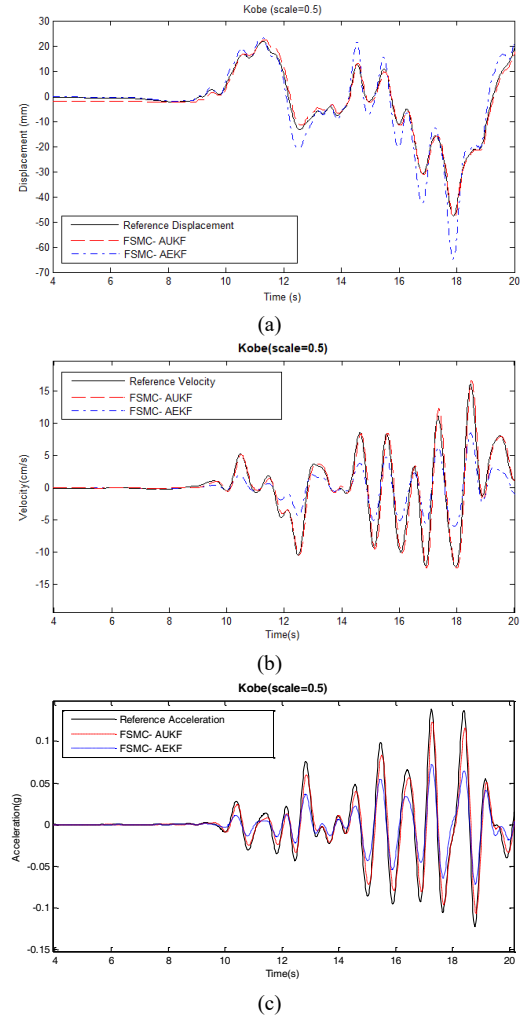 Kobe (scale=0.5)
30
20
10
0
-10
-20
-30
-40
-50
-60
-70
Displacement (mm)
Reference Displacement
FSMC- AUKF
FSMC- AEKF
4 6 8 10 12 14 16 18 20
Time (s)
(a)
Kobe(scale=0.5)
15
10
5
0
-5
-10
-15
Velocity(cm/s)
Reference Velocity
FSMC- AUKF
FSMC- AEKF
4 6 8 10 12 14 16 18 20
Time(s)
(b)
Kobe(scale=0.5)
0.1
0.05
0
-0.05
-0.1
-0.15
Acceleration(g)
Reference Acceleration
FSMC- AUKF
FSMC- AEKF
4 6 8 10 12 14 16 18 20
Time(s)
(c)